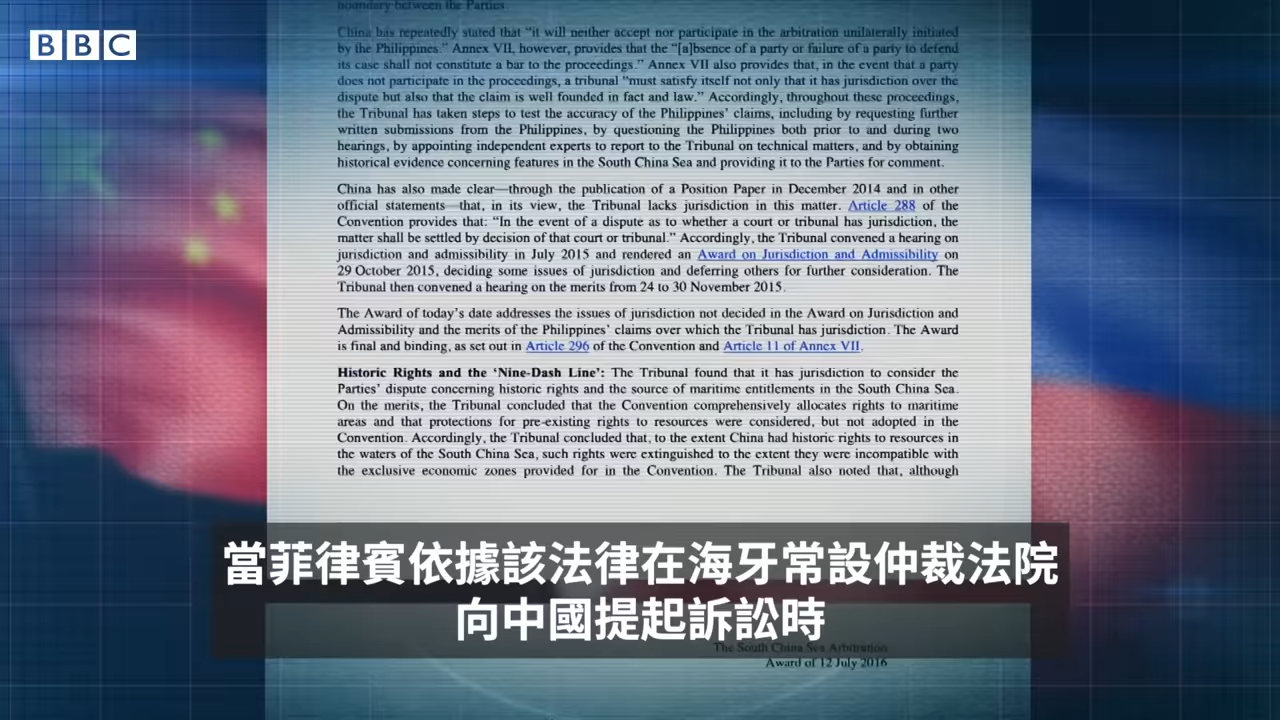 BBC
boundary between the Parties.
China has repeatedly stated that “it will neither accept nor participate in the arbitration unilaterally initiated
by the Philippines.” Annex VII, however, provides that the “[a]bsence of a party or failure of a party to defend
its case shall not constitute a bar to the proceedings.” Annex VII also provides that, in the event that a party
does not participate in the proceedings, a tribunal “must satisfy itself not only that it has jurisdiction over the
dispute but also that the claim is well founded in fact and law.” Accordingly, throughout these proceedings,
the Tribunal has taken steps to test the accuracy of the Philippines’ claims, including by requesting further
written submissions from the Philippines, by questioning the Philippines both prior to and during two
hearings, by appointing independent experts to report to the Tribunal on technical matters, and by obtaining
historical evidence concerning features in the South China Sea and providing it to the Parties for comment.
China has also made clear—through the publication of a Position Paper in December 2014 and in other
official statements—that, in its view, the Tribunal lacks jurisdiction in this matter. Article 288 of the
Convention provides that: “In the event of a dispute as to whether a court or tribunal has jurisdiction, the
matter shall be settled by decision of that court or tribunal.” Accordingly, the Tribunal convened a hearing on
jurisdiction and admissibility in July 2015 and rendered an Award on Jurisdiction and Admissibility on
29 October 2015, deciding some issues of jurisdiction and deferring others for further consideration. The
Tribunal then convened a hearing on the merits from 24 to 30 November 2015.
The Award of today’s date addresses the issues of jurisdiction not decided in the Award on Jurisdiction and
Admissibility and the merits of the Philippines’ claims over which the Tribunal has jurisdiction. The Award
is final and binding, as set out in Article 296 of the Convention and Article 11 of Annex VII.
Historic Rights and the ‘Nine-Dash Line’: The Tribunal found that it has jurisdiction to consider the
Parties’ dispute concerning historic rights and the source of maritime entitlements in the South China Sea.
On the merits, the Tribunal concluded that the Convention comprehensively allocates rights to maritime
areas and that protections for pre-existing rights to resources were considered, but not adopted in the
Convention. Accordingly, the Tribunal concluded that, to the extent China had historic rights to resources in
the waters of the South China Sea, such rights were extinguished to the extent they were incompatible with
the exclusive economic zones provided for in the Convention. The Tribunal also noted that, although
當菲律賓依據該法律在海牙常設仲裁法院
向中國提起訴訟時
The South China Sea Arbitration
Award of 12 July 2016